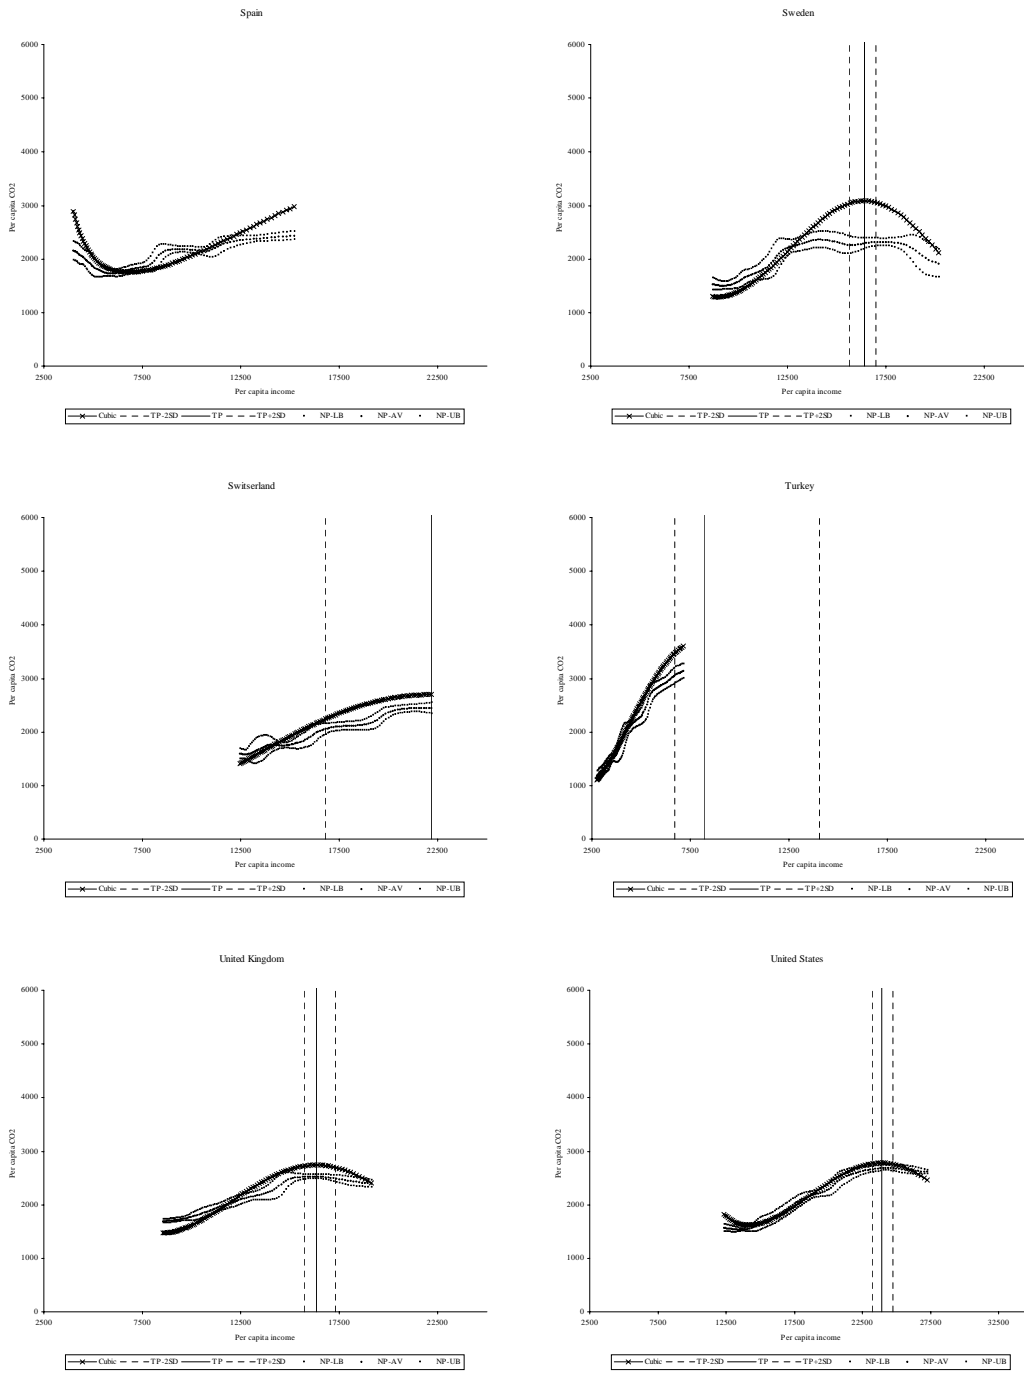 Spain
Per capita CO2
6000
5000
4000
3000
2000
1000
0
2500 7500 12500 17500 22500
Per capita income
Cubic TP-2SD TP TP+2SD NP-LB NP-AV NP-UB
Sweden
Per capita CO2
6000
5000
4000
3000
2000
1000
0
2500 7500 12500 17500 22500
Per capita income
Cubic TP-2SD TP TP+2SD NP-LB NP-AV NP-UB
Switserland
Per capita CO2
6000
5000
4000
3000
2000
1000
0
2500 7500 12500 17500 22500
Per capita income
Cubic TP-2SD TP TP+2SD NP-LB NP-AV NP-UB
Turkey
Per capita CO2
6000
5000
4000
3000
2000
1000
0
2500 7500 12500 17500 22500
Per capita income
Cubic TP-2SD TP TP+2SD NP-LB NP-AV NP-UB
United Kingdom
Per capita CO2
6000
5000
4000
3000
2000
1000
0
2500 7500 12500 17500 22500
Per capita income
Cubic TP-2SD TP TP+2SD NP-LB NP-AV NP-UB
United States
Per capita CO2
6000
5000
4000
3000
2000
1000
0
2500 7500 12500 17500 22500 27500 32500
Per capita income
Cubic TP-2SD TP TP+2SD NP-LB NP-AV NP-UB